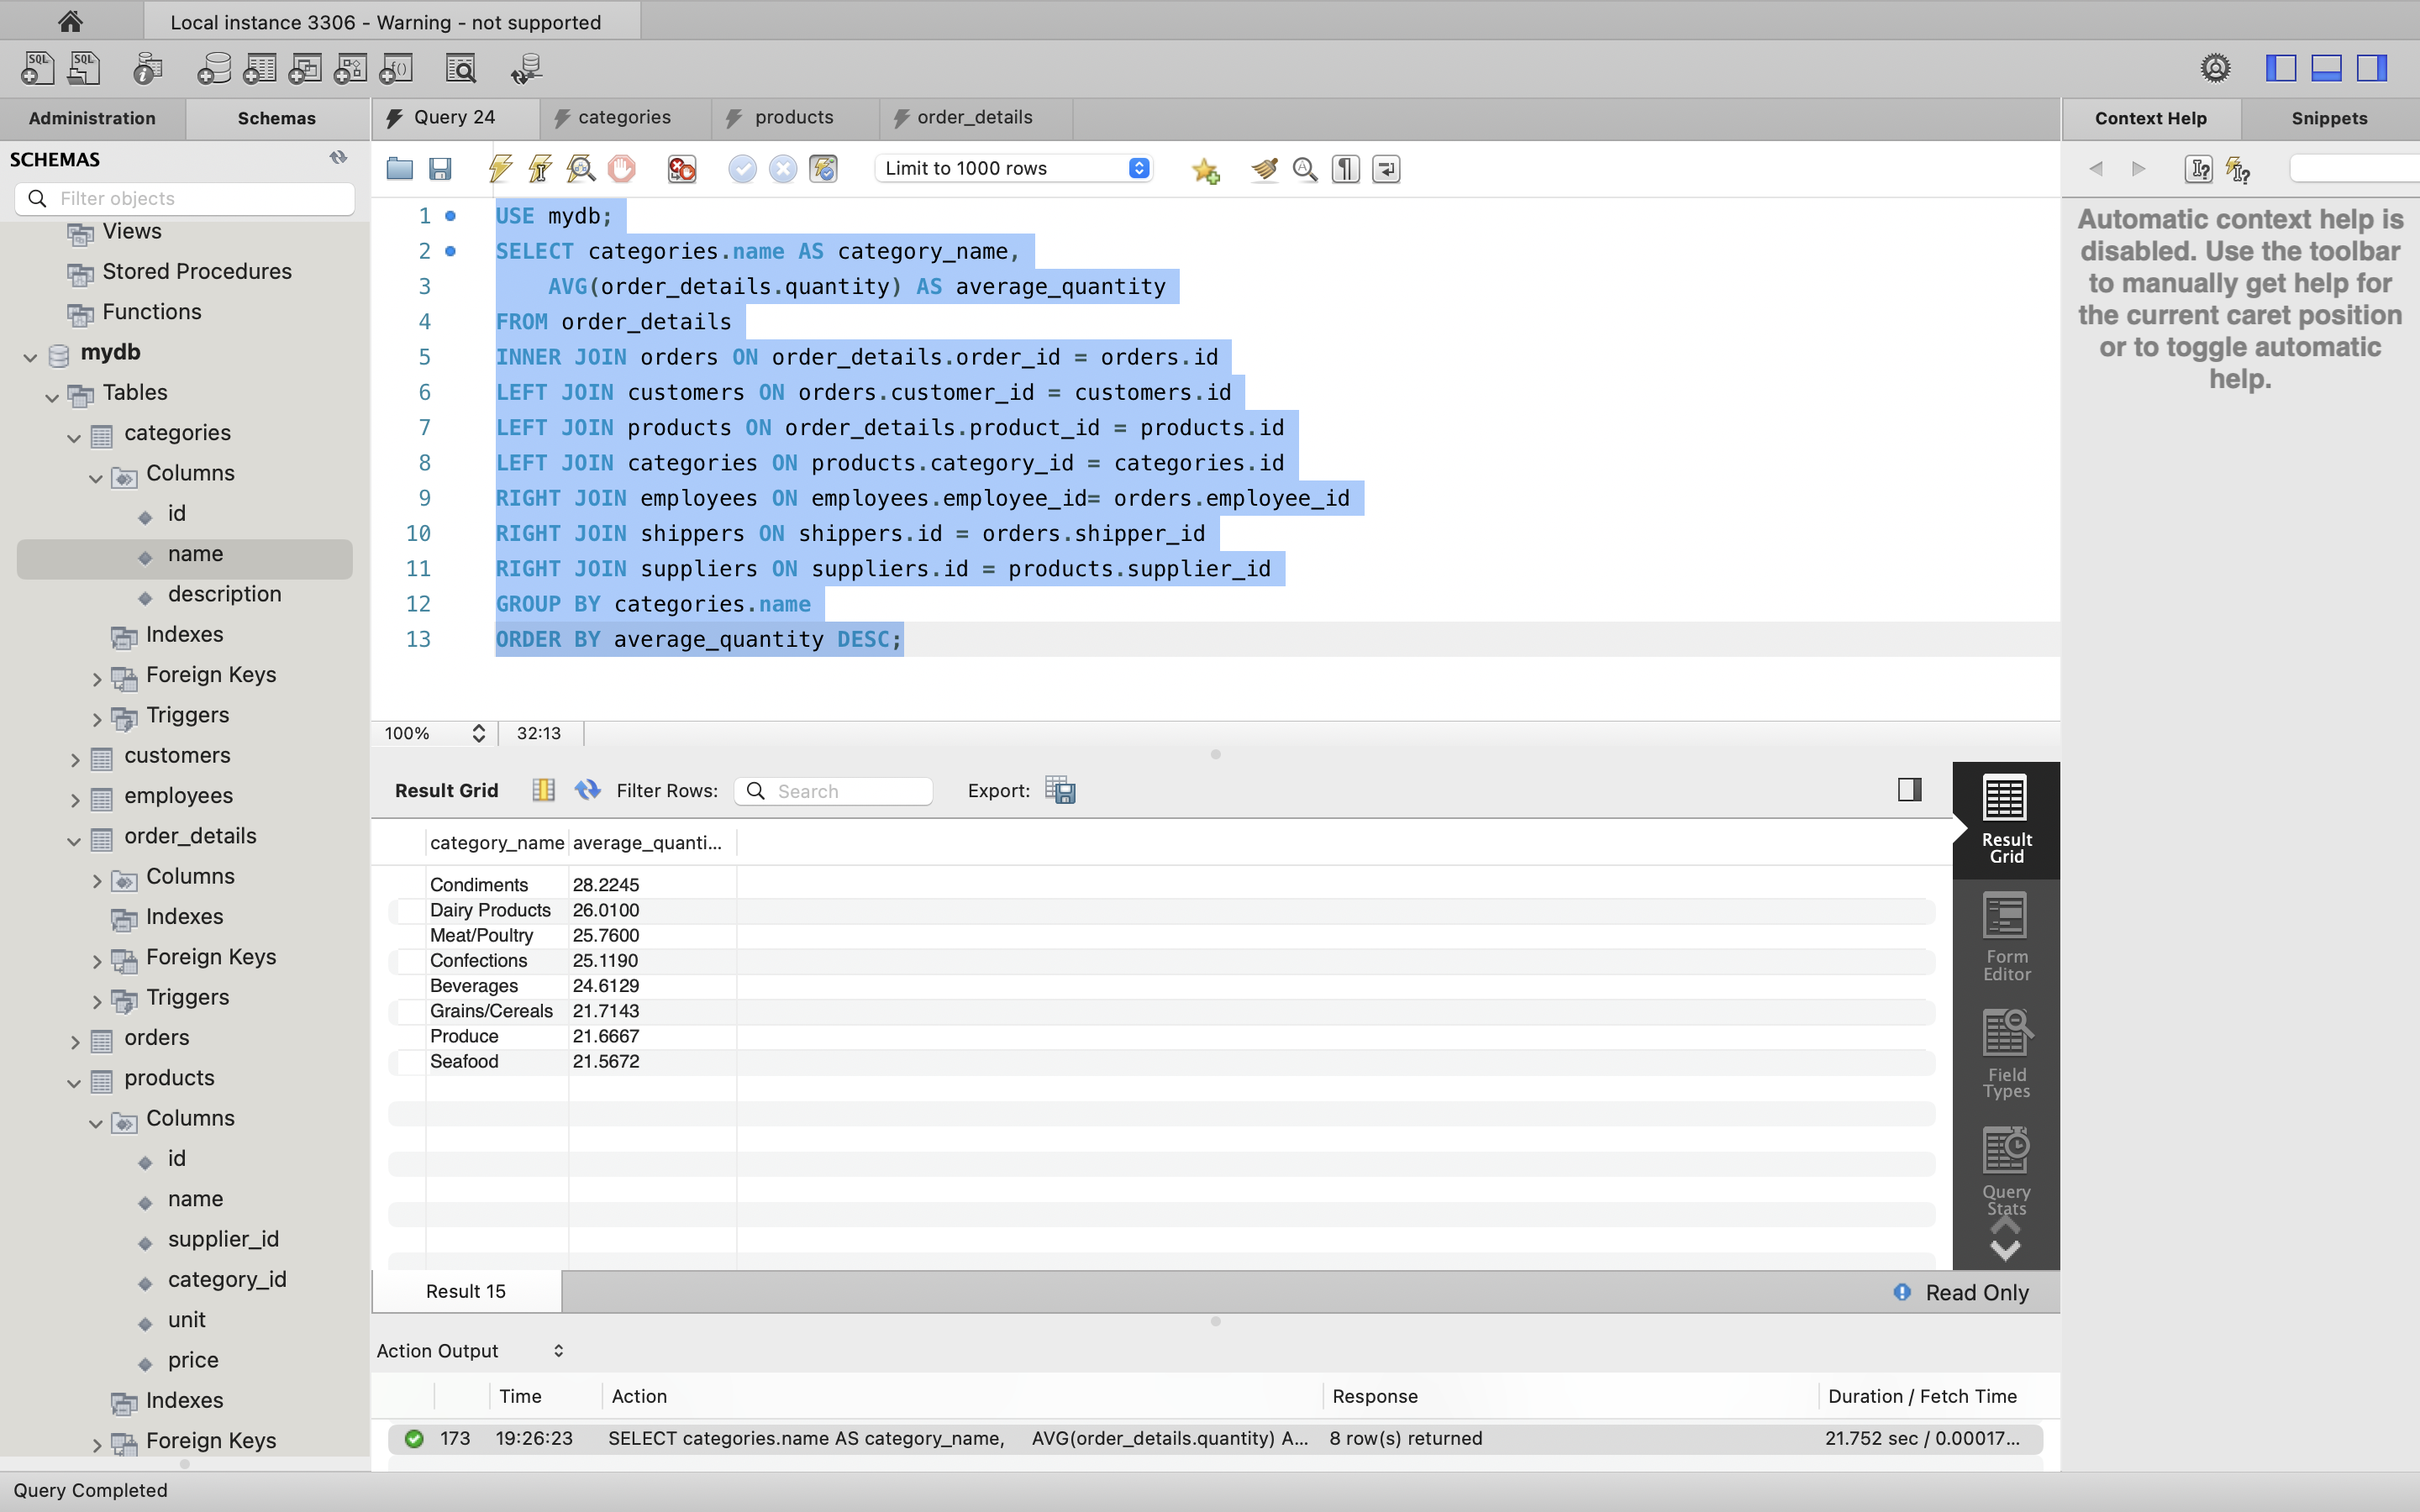 Local instance 3306 - Warning - not supported
SQL SQL
Administration Schemas
SCHEMAS
Filter objects
Views
Stored Procedures
Functions
mydb
Tables
categories
Columns
id
name
description
Indexes
Foreign Keys
Triggers
customers
employees
order_details
Columns
Indexes
Foreign Keys
Triggers
orders
products
Columns
id
name
supplier_id
category_id
unit
price
Indexes
Foreign Keys
Query 24 categories products order_details
Limit to 1000 rows
1 USE mydb;
2 SELECT categories.name AS category_name,
3 AVG(order_details.quantity) AS average_quantity
4 FROM order_details
5 INNER JOIN orders ON order_details.order_id = orders.id
6 LEFT JOIN customers ON orders.customer_id = customers.id
7 LEFT JOIN products ON order_details.product_id = products.id
8 LEFT JOIN categories ON products.category_id = categories.id
9 RIGHT JOIN employees ON employees.employee_id= orders.employee_id
10 RIGHT JOIN shippers ON shippers.id = orders.shipper_id
11 RIGHT JOIN suppliers ON suppliers.id = products.supplier_id
12 GROUP BY categories.name
13 ORDER BY average_quantity DESC;
100% 32:13
Result Grid Filter Rows: Search Export:
category_name average_quanti...
Condiments 28.2245
Dairy Products 26.0100
Meat/Poultry 25.7600
Confections 25.1190
Beverages 24.6129
Grains/Cereals 21.7143
Produce 21.6667
Seafood 21.5672
Result
Grid
Form
Editor
Field
Types
Query
Stats
Result 15 Read Only
Action Output
Time Action Response Duration / Fetch Time
173 19:26:23 SELECT categories.name AS category_name, AVG(order_details.quantity) A... 8 row(s) returned 21.752 sec / 0.00017...
Context Help Snippets
Automatic context help is
disabled. Use the toolbar
to manually get help for
the current caret position
or to toggle automatic
help.
Query Completed